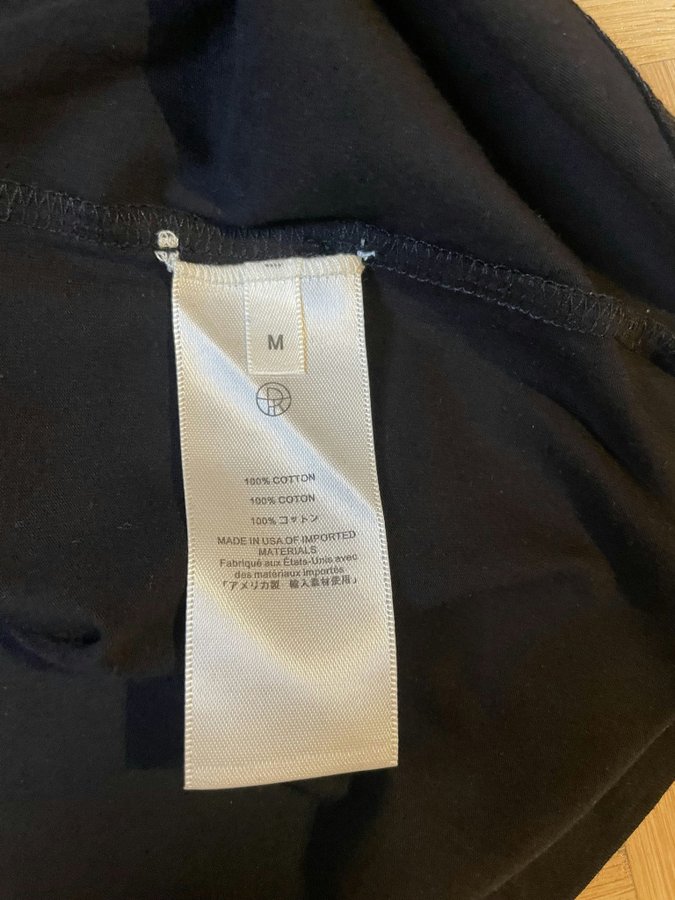 M
100% COTTON
100% COTON
100% コットン
MADE IN USA OF IMPORTED
MATERIALS
Fabriqué aux États-Unis avec
des matériaux importés
「アメリカ製 輸入素材使用」